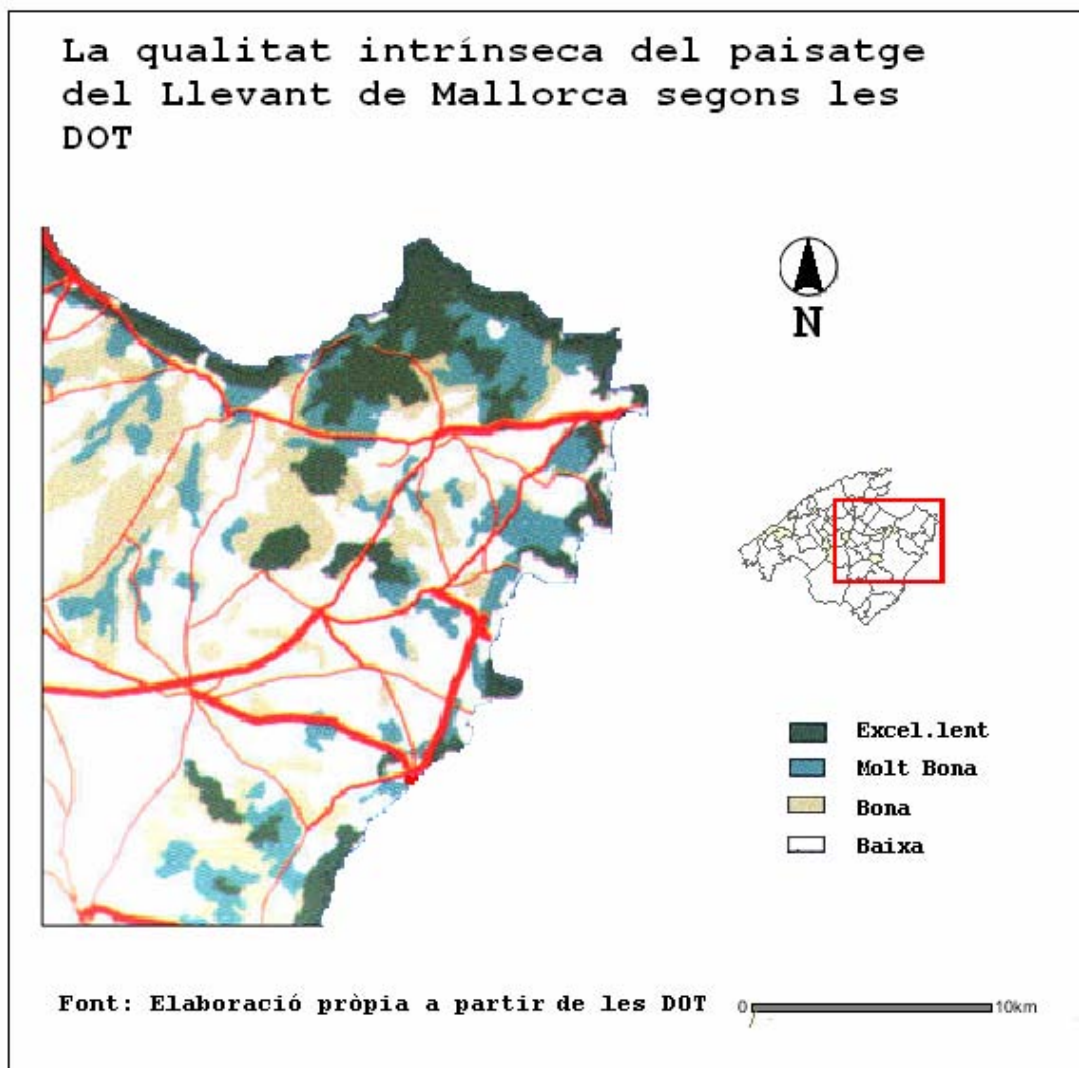 La qualitat intrínseca del paisatge
del Llevant de Mallorca segons les
DOT
N
Excel.lent
Molt Bona
Bona
Baixa
Font: Elaboració pròpia a partir de les DOT
0 10km